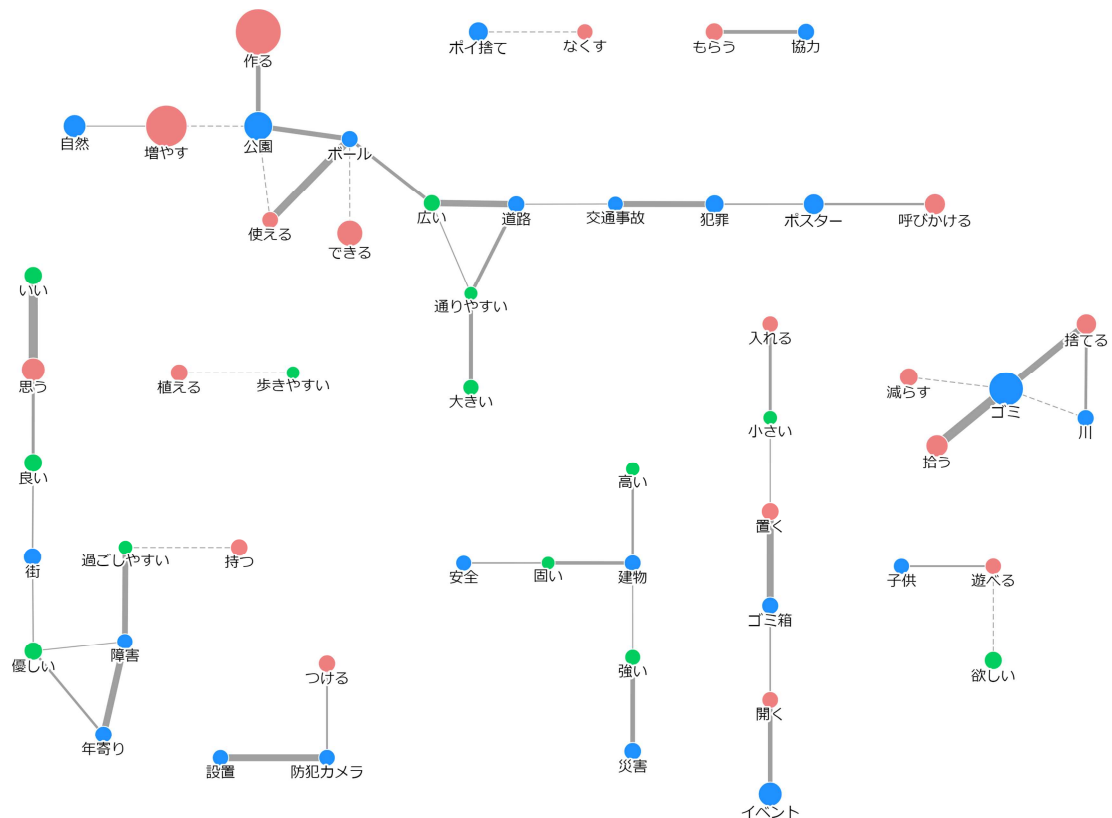 作る
ポイ捨て
なくす
もらう
協力
自然
増やす
公園
ボール
使える
できる
広い
道路
交通事故
犯罪
ポスター
呼びかける
通りやすい
大きい
いい
思う
良い
街
優しい
過ごしやすい
持つ
障害
年寄り
植える
歩きやすい
設置
防犯カメラ
つける
安全
固い
建物
高い
強い
災害
入れる
小さい
置く
ゴミ箱
開く
イベント
捨てる
減らす
ゴミ
川
拾う
子供
遊べる
欲しい